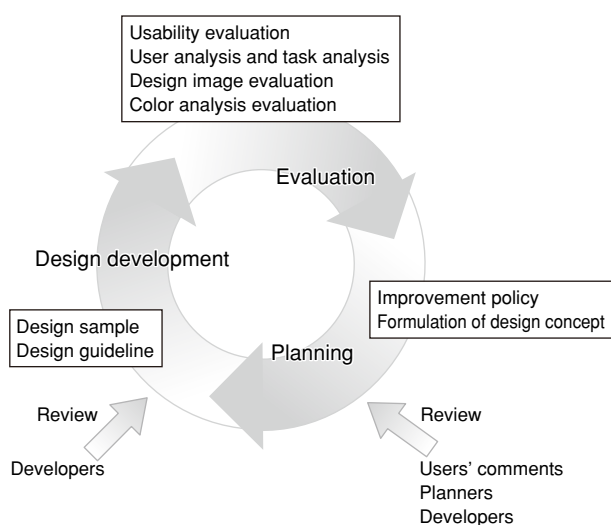 Usability evaluation
User analysis and task analysis
Design image evaluation
Color analysis evaluation
Evaluation
Design development
Improvement policy
Formulation of design concept
Design sample
Design guideline
Planning
Review
Developers
Review
Users' comments
Planners
Developers